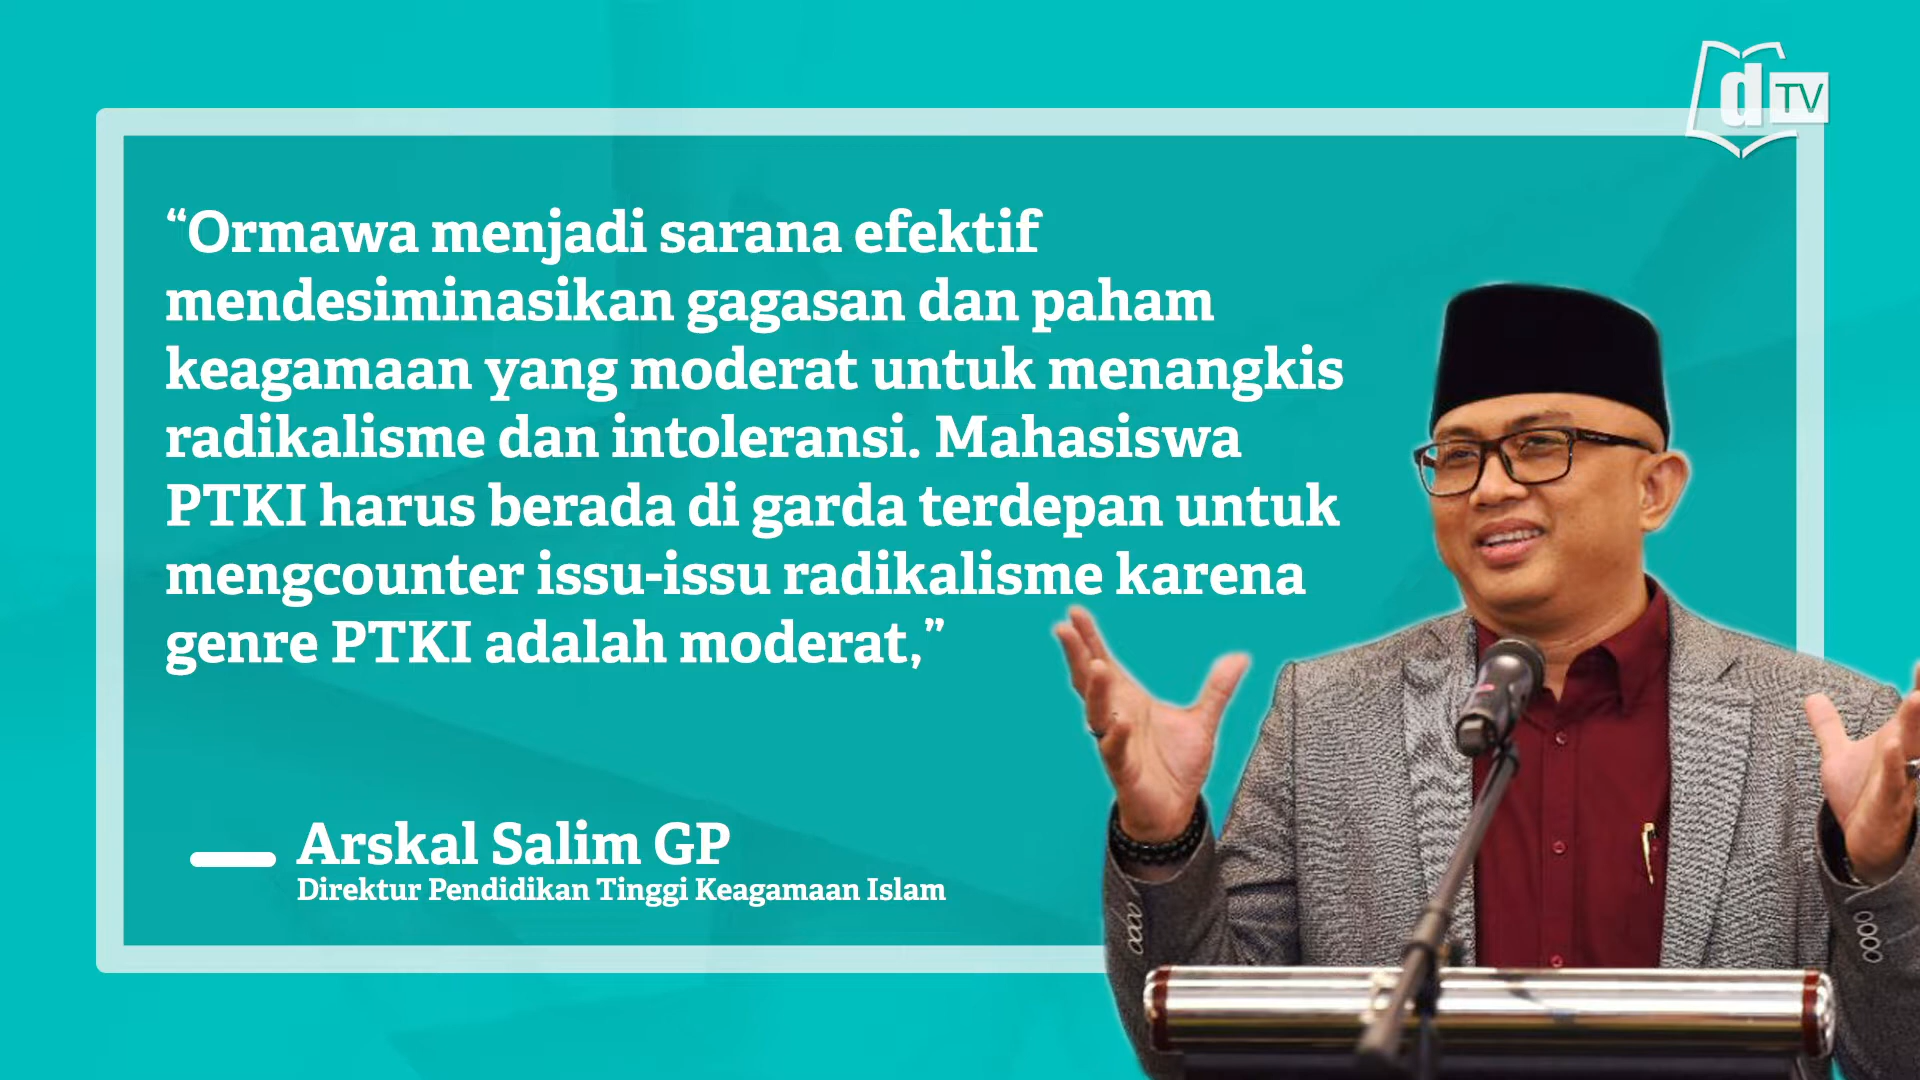 d TV
“Ormawa menjadi sarana efektif
mendesiminasikan gagasan dan paham
keagamaan yang moderat untuk menangkis
radikalisme dan intoleransi. Mahasiswa
PTKI harus berada di garda terdepan untuk
mengcounter issu-issu radikalisme karena
genre PTKI adalah moderat,”
Arskal Salim GP
Direktur Pendidikan Tinggi Keagamaan Islam